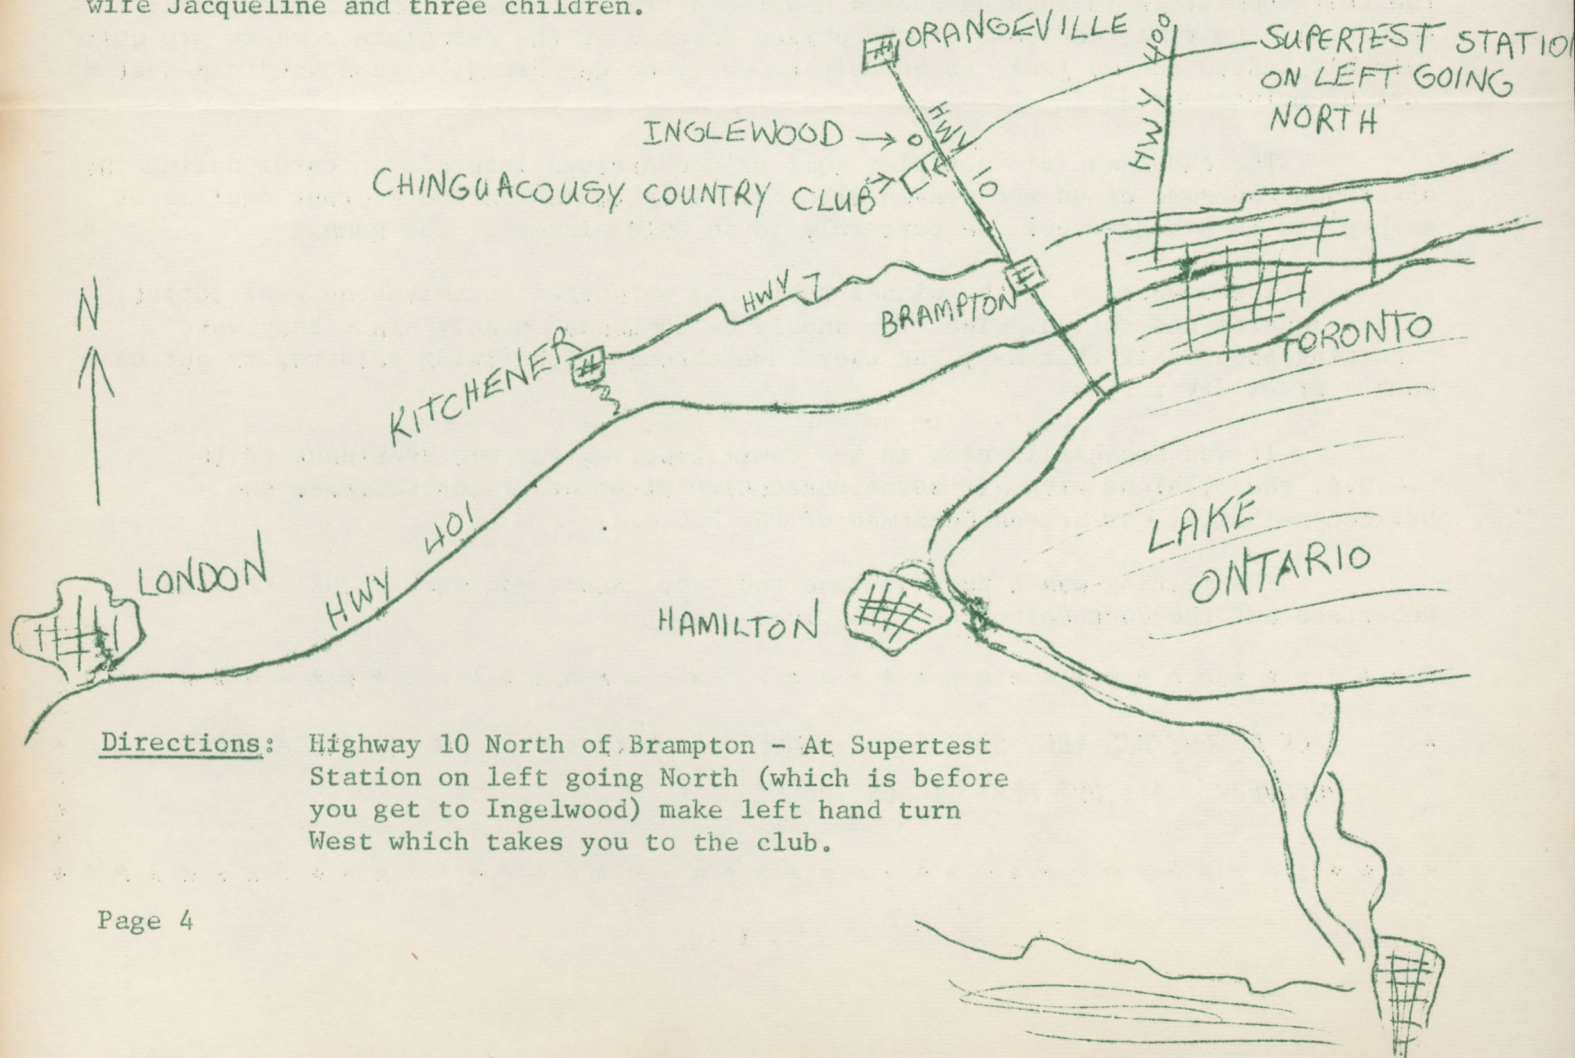 wife Jacqueline and three children.
ORANGEVILLE
HWY 400
SUPERTEST STATIO
ON LEFT GOING
NORTH
INGLEWOOD
HWY 10
CHINGUACOUSY COUNTRY CLUB
N
HWY 7
BRAMPTON
KITCHENER
TORONTO
LAKE
ONTARIO
HWY 401
LONDON
HAMILTON
Directions: Highway 10 North of Brampton - At Supertest
Station on left going North (which is before
you get to Ingelwood) make left hand turn
West which takes you to the club.
Page 4